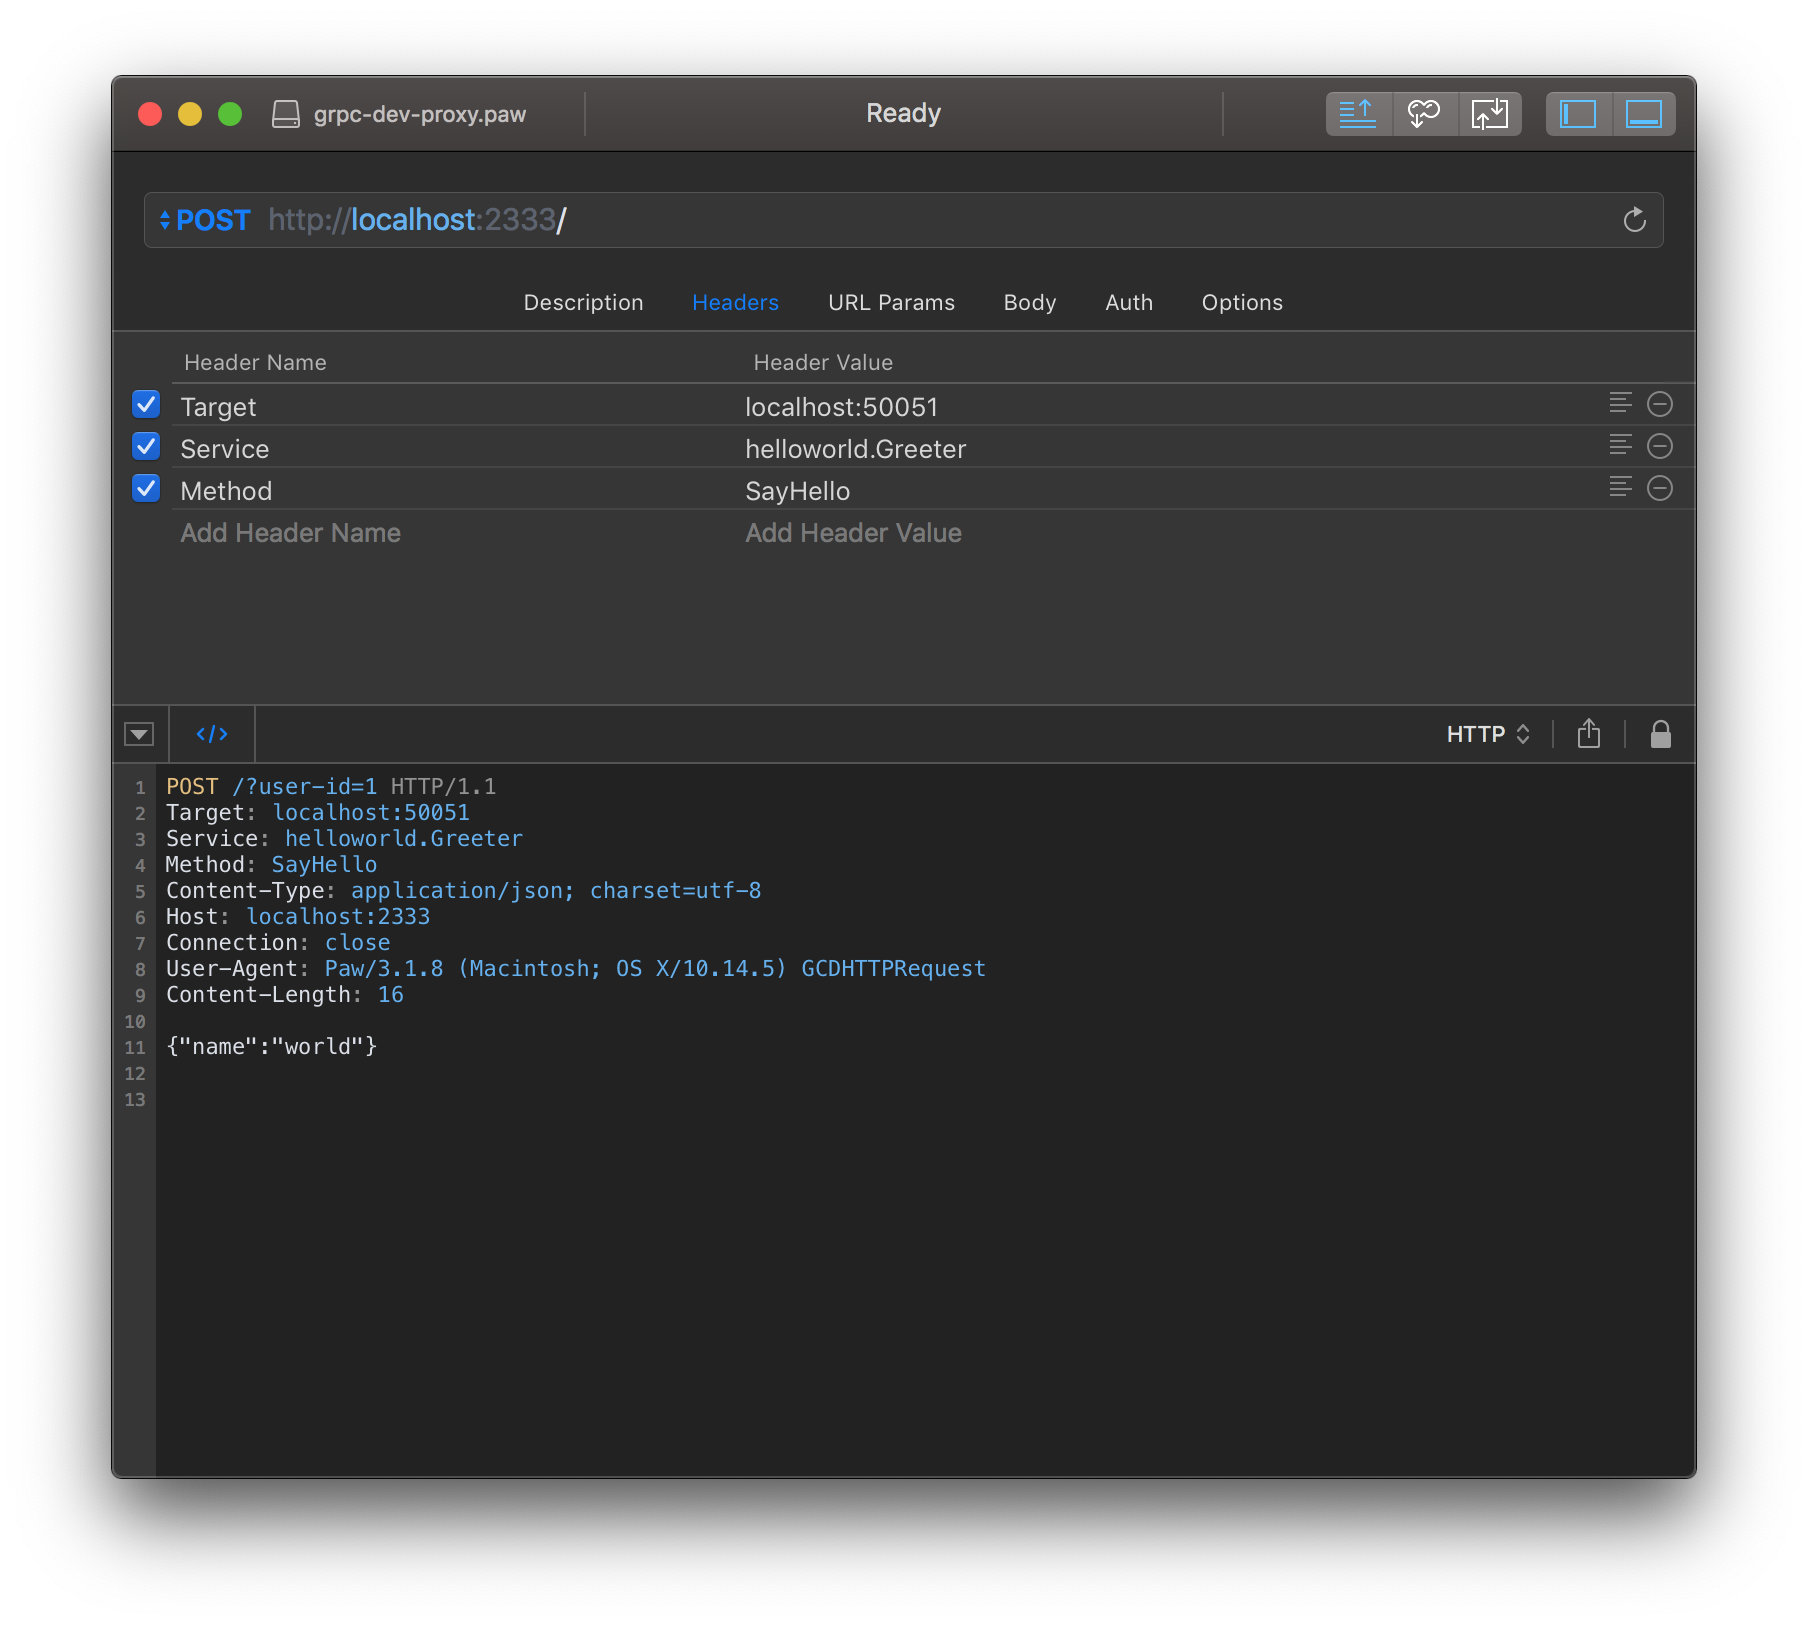 grpc-dev-proxy.paw
Ready
POST http://localhost:2333/
Description Headers URL Params Body Auth Options
Header Name Header Value
Target localhost:50051
Service helloworld.Greeter
Method SayHello
Add Header Name Add Header Value
</> HTTP
1 POST /?user-id=1 HTTP/1.1
2 Target: localhost:50051
3 Service: helloworld.Greeter
4 Method: SayHello
5 Content-Type: application/json; charset=utf-8
6 Host: localhost:2333
7 Connection: close
8 User-Agent: Paw/3.1.8 (Macintosh; OS X/10.14.5) GCDHTTPRequest
9 Content-Length: 16
10
11 {"name":"world"}
12
13